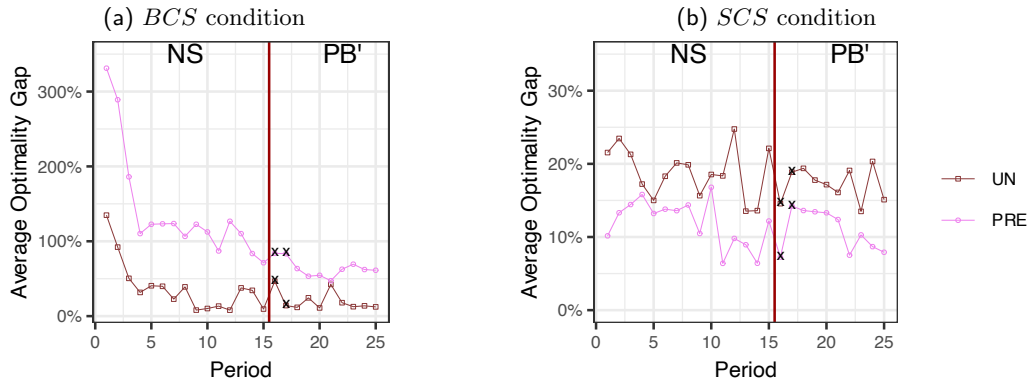 (a) BCS condition
(b) SCS condition
NS
PB'
NS
PB'
Average Optimality Gap
300%
200%
100%
0%
x x
x x
0 5 10 15 20 25
Period
Average Optimality Gap
30%
20%
10%
0%
x x
x x
0 5 10 15 20 25
Period
UN
PRE